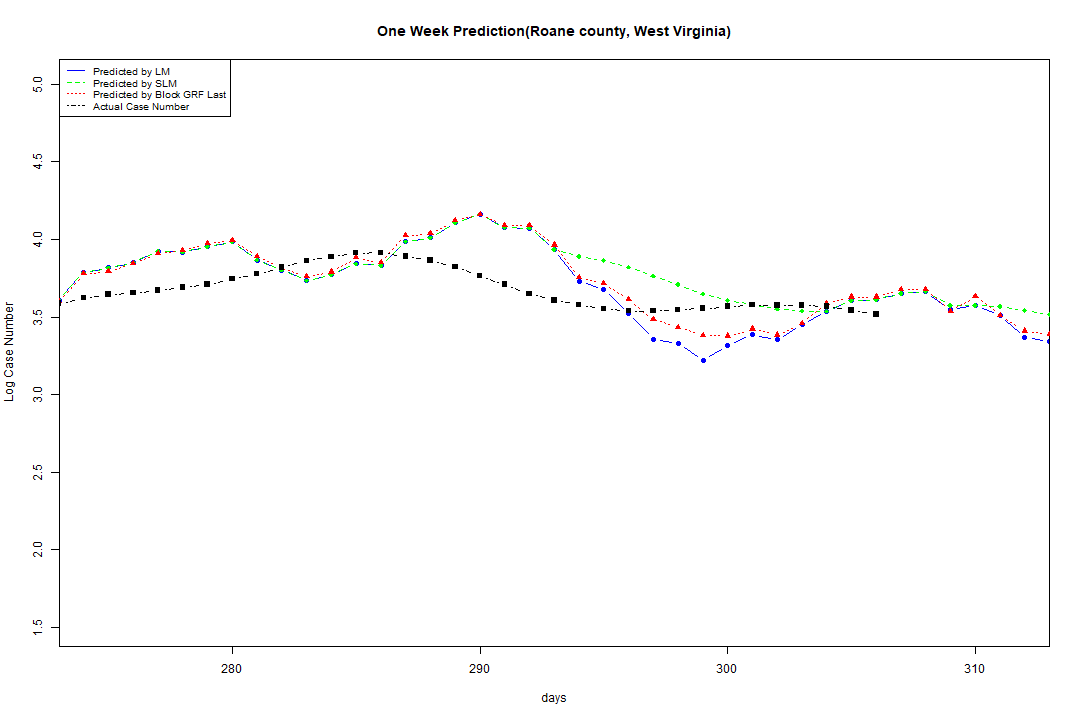 One Week Prediction(Roane county, West Virginia)
Predicted by LM
Predicted by SLM
Predicted by Block GRF Last
Actual Case Number
5.0
4.5
4.0
3.5
3.0
2.5
2.0
1.5
Log Case Number
280 290 300 310
days